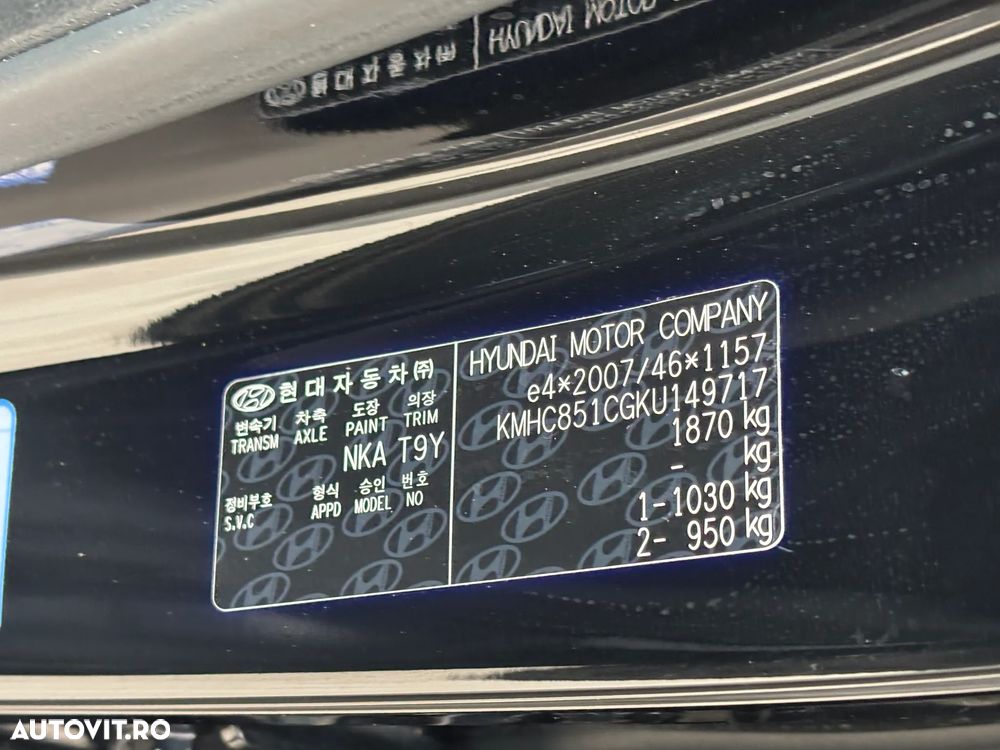 현대자동차㈜
변속기 차축 도장 의장
TRANSM AXLE PAINT TRIM
NKA T9Y
정비부호 형식 승인 번호
S.V.C APPD MODEL NO
HYUNDAI MOTOR COMPANY
e4*2007/46*1157
KMHC851CGKU149717
1870 kg
- kg
1-1030 kg
2- 950 kg
AUTOVIT.RO